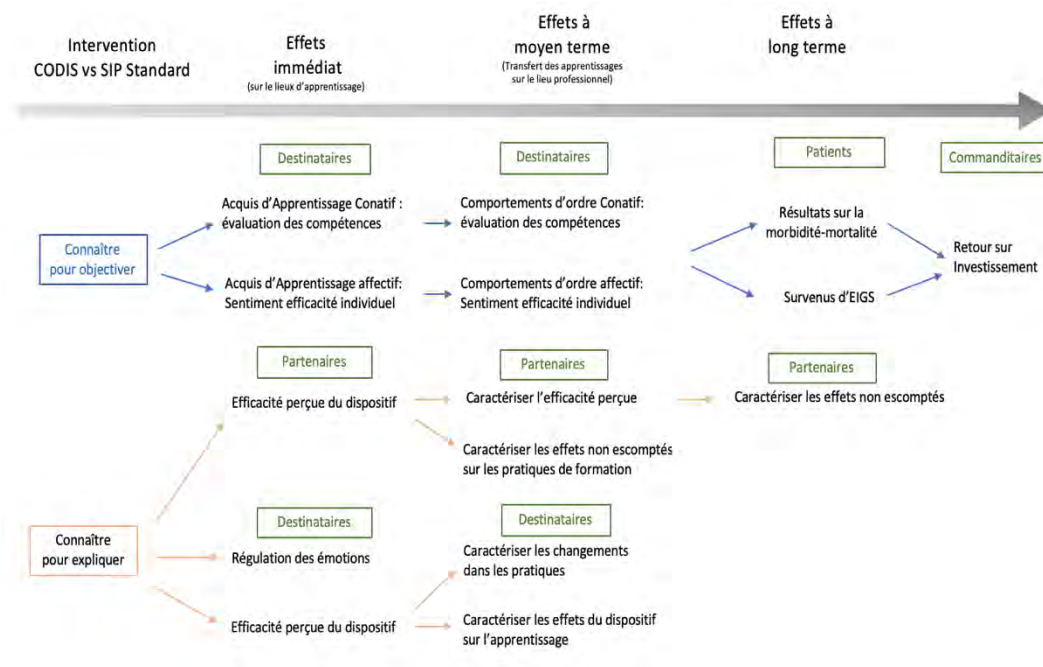 Intervention
CODIS vs SIP Standard
Effets
immédiat
(sur le lieux d'apprentissage)
Effets à
moyen terme
(Transfert des apprentissages
sur le lieu professionnel)
Effets à
long terme
Destinataires
Destinataires
Patients
Commanditaires
Connaître
pour objectiver
Acquis d'Apprentissage Conatif :
évaluation des compétences
Comportements d'ordre Conatif:
évaluation des compétences
Résultats sur la
morbidité-mortalité
Retour sur
Investissement
Acquis d'Apprentissage affectif:
Sentiment efficacité individuel
Comportements d'ordre affectif:
Sentiment efficacité individuel
Survenus d'EIGS
Partenaires
Partenaires
Partenaires
Efficacité perçue du dispositif
Caractériser l'efficacité perçue
Caractériser les effets non escomptés
Caractériser les effets non escomptés
sur les pratiques de formation
Connaître
pour expliquer
Destinataires
Destinataires
Régulation des émotions
Caractériser les changements
dans les pratiques
Efficacité perçue du dispositif
Caractériser les effets du dispositif
sur l'apprentissage